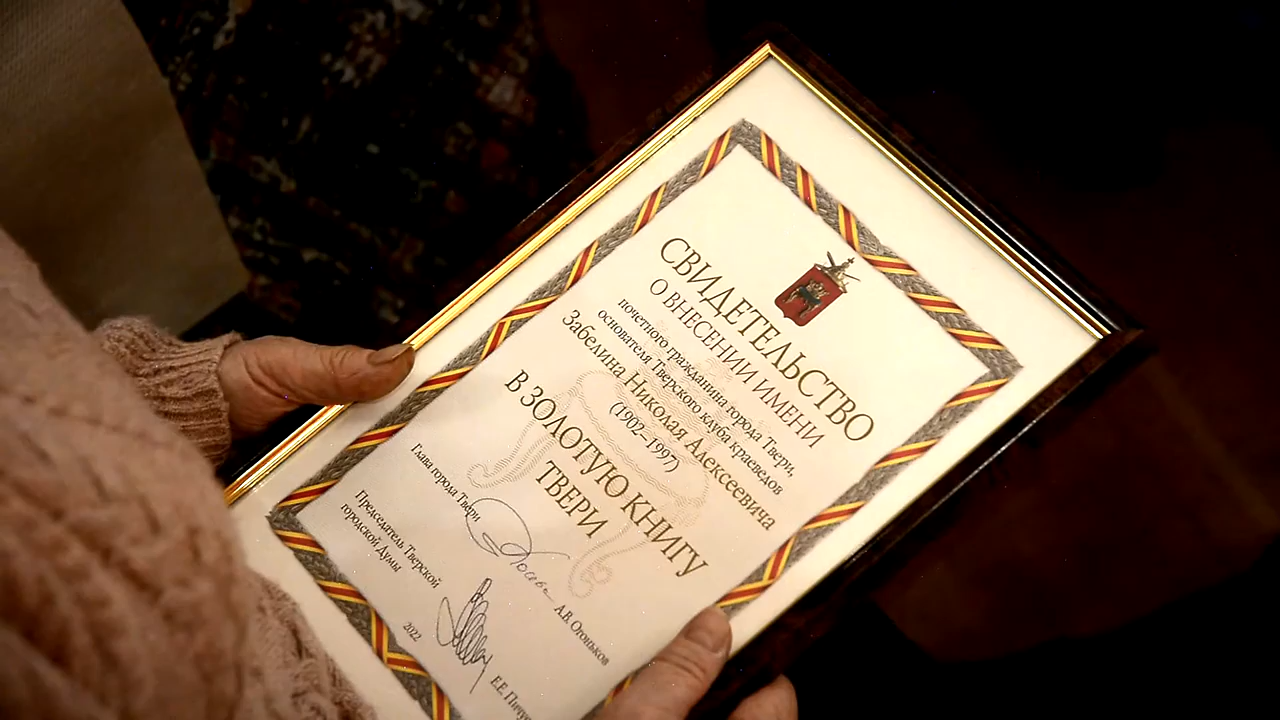 СВИДЕТЕЛЬСТВО
О ВНЕСЕНИИ ИМЕНИ
почетного гражданина города Твери,
основателя Тверского клуба краеведов
Забелина Николая Алексеевича
(1902–1997)
В ЗОЛОТУЮ КНИГУ
ТВЕРИ
Глава города Твери
А.В. Огоньков
Председатель Тверской
городской Думы
Е.Е.
2022